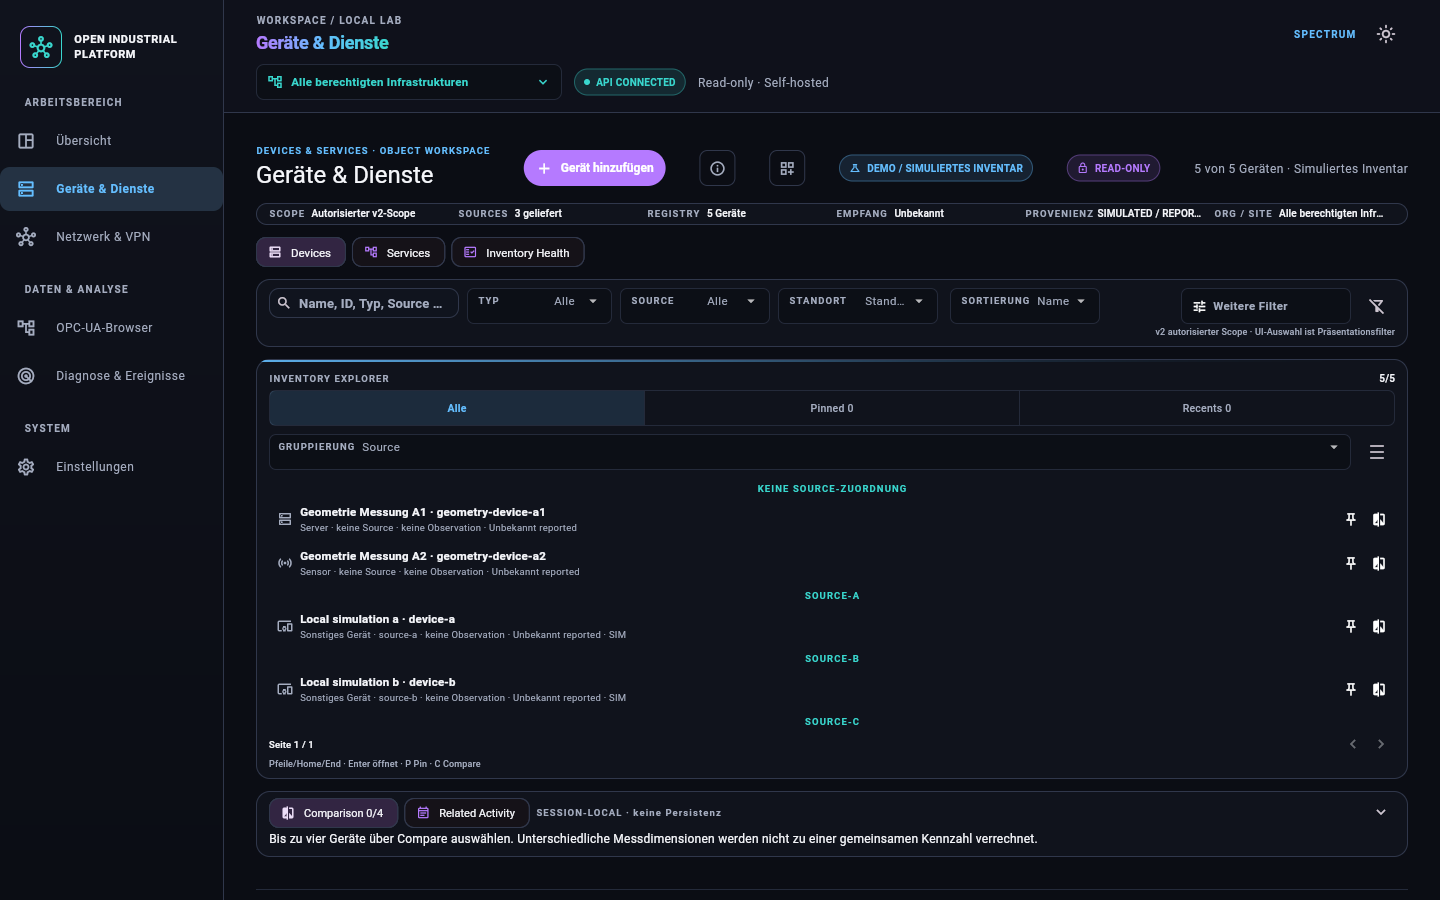 OPEN INDUSTRIAL
PLATFORM
ARBEITSBEREICH
Übersicht
Geräte & Dienste
Netzwerk & VPN
DATEN & ANALYSE
OPC-UA-Browser
Diagnose & Ereignisse
SYSTEM
Einstellungen
WORKSPACE / LOCAL LAB
Geräte & Dienste
SPECTRUM
Alle berechtigten Infrastrukturen
API CONNECTED
Read-only · Self-hosted
DEVICES & SERVICES · OBJECT WORKSPACE
Geräte & Dienste
Gerät hinzufügen
DEMO / SIMULIERTES INVENTAR
READ-ONLY
5 von 5 Geräten · Simuliertes Inventar
SCOPE Autorisierter v2-Scope SOURCES 3 geliefert REGISTRY 5 Geräte EMPFANG Unbekannt PROVENIENZ SIMULATED / REPOR... ORG / SITE Alle berechtigten Infr...
Devices Services Inventory Health
Name, ID, Typ, Source ... TYP Alle SOURCE Alle STANDORT Stand... SORTIERUNG Name Weitere Filter
v2 autorisierter Scope · UI-Auswahl ist Präsentationsfilter
INVENTORY EXPLORER 5/5
Alle Pinned 0 Recents 0
GRUPPIERUNG Source
KEINE SOURCE-ZUORDNUNG
Geometrie Messung A1 · geometry-device-a1
Server · keine Source · keine Observation · Unbekannt reported
Geometrie Messung A2 · geometry-device-a2
Sensor · keine Source · keine Observation · Unbekannt reported
SOURCE-A
Local simulation a · device-a
Sonstiges Gerät · source-a · keine Observation · Unbekannt reported · SIM
SOURCE-B
Local simulation b · device-b
Sonstiges Gerät · source-b · keine Observation · Unbekannt reported · SIM
SOURCE-C
Seite 1 / 1
Pfeile/Home/End · Enter öffnet · P Pin · C Compare
Comparison 0/4 Related Activity SESSION-LOCAL · keine Persistenz
Bis zu vier Geräte über Compare auswählen. Unterschiedliche Messdimensionen werden nicht zu einer gemeinsamen Kennzahl verrechnet.